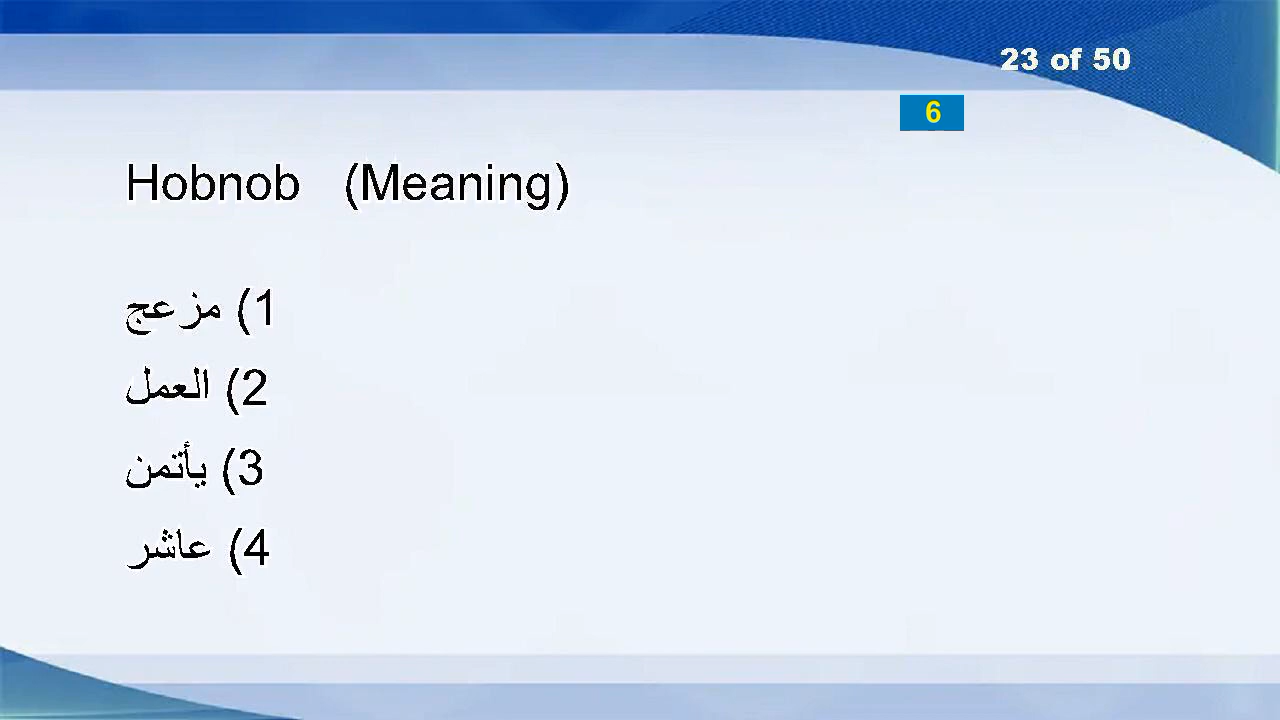 23 of 50
6
Hobnob (Meaning)
1) مزعج
2) العمل
3) يأتمن
4) عاشر